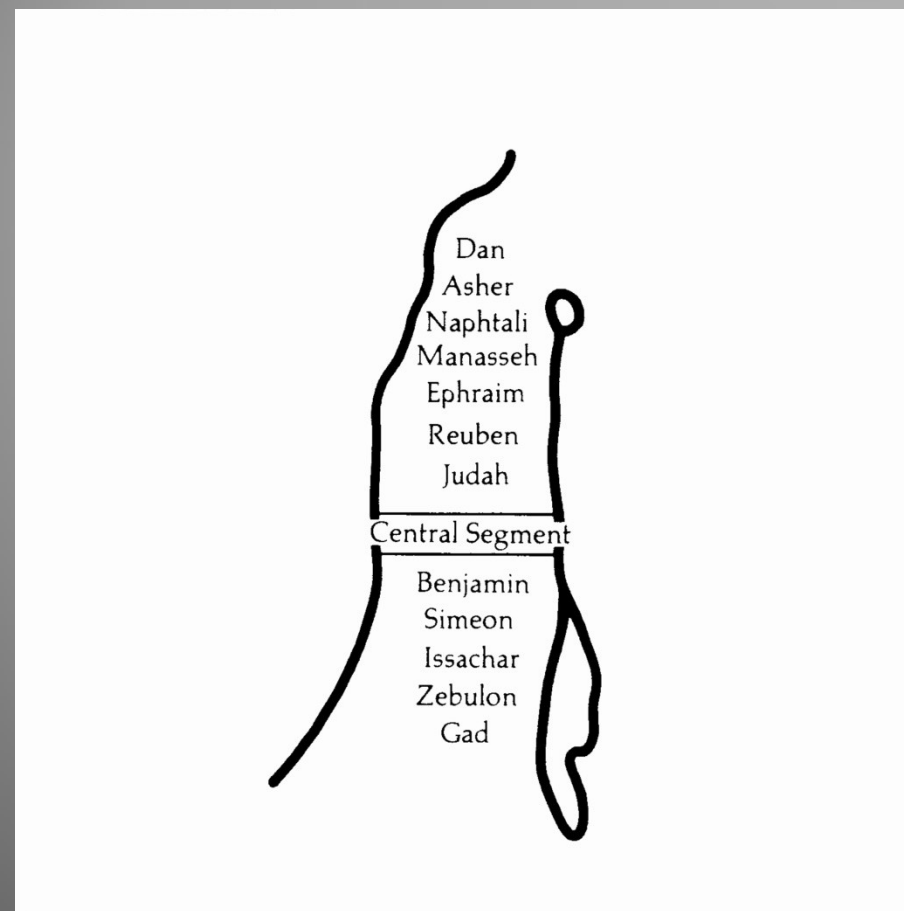 Dan
Asher
Naphtali
Manasseh
Ephraim
Reuben
Judah
Central Segment
Benjamin
Simeon
Issachar
Zebulon
Gad